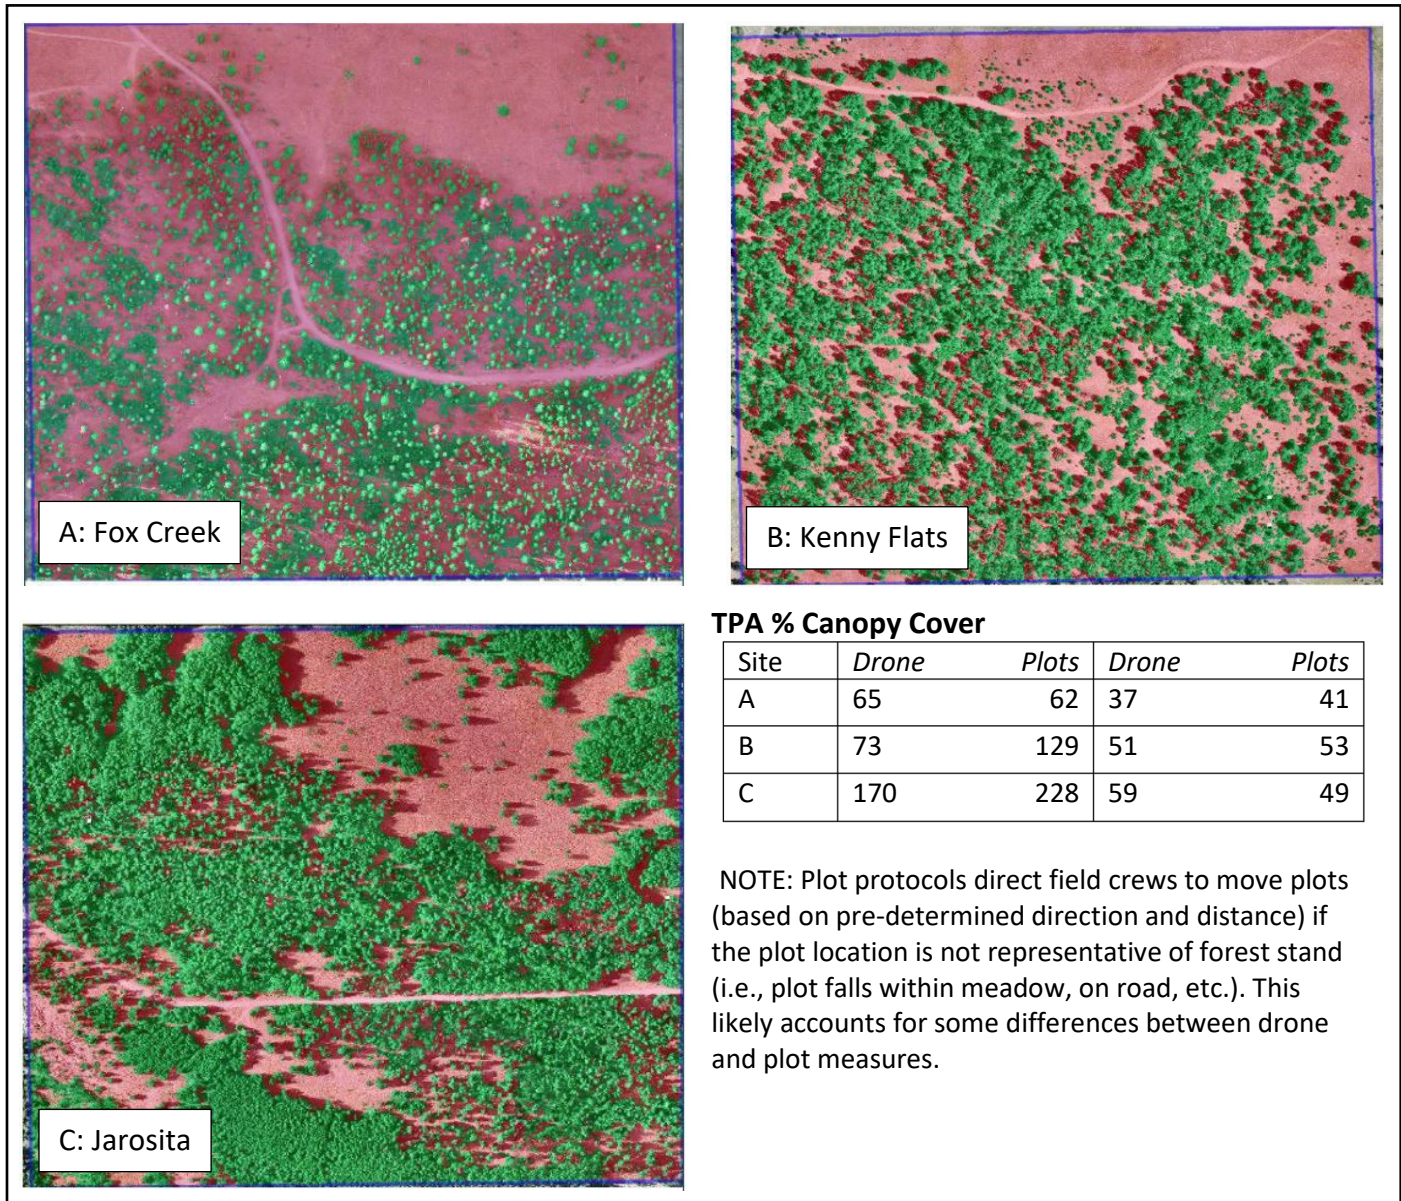 A: Fox Creek
B: Kenny Flats
C: Jarosita
TPA % Canopy Cover
Site Drone Plots Drone Plots
A 65 62 37 41
B 73 129 51 53
C 170 228 59 49
NOTE: Plot protocols direct field crews to move plots
(based on pre-determined direction and distance) if
the plot location is not representative of forest stand
(i.e., plot falls within meadow, on road, etc.). This
likely accounts for some differences between drone
and plot measures.